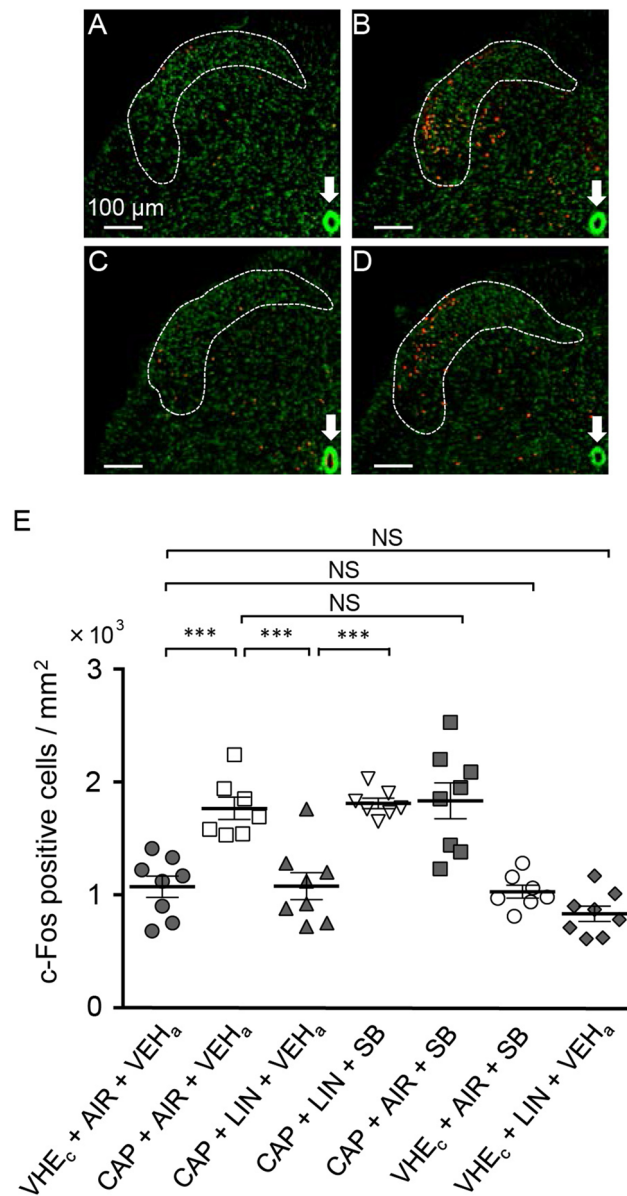 A
B
100 µm
C
D
E
NS
NS
NS
× 10³
*** *** ***
3
2
1
0
c-Fos positive cells / mm²
VHEc + AIR + VEHa
CAP + AIR + VEHa
CAP + LIN + VEHa
CAP + LIN + SB
CAP + AIR + SB
VHEc + AIR + SB
VHEc + LIN + VEHa